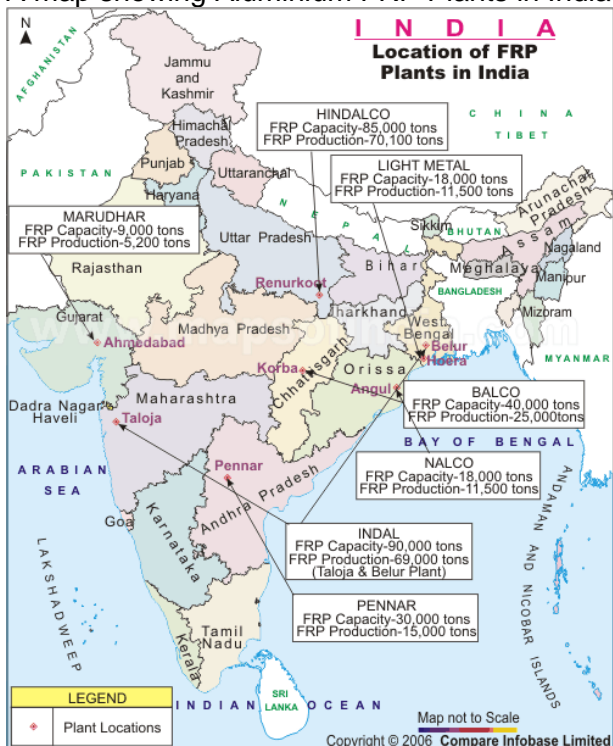 A map showing Aluminium FRP Plants in India
I N D I A
Location of FRP
Plants in India
N
AFGHANISTAN
Jammu
and
Kashmir
HINDALCO
FRP Capacity-85,000 tons
FRP Production-70,100 tons
C H I N A
TIBET
Himachal
Pradesh
LIGHT METAL
FRP Capacity-18,000 tons
FRP Production-11,500 tons
Punjab
PAKISTAN
Uttaranchal
Haryana
Arunachal
Pradesh
MARUDHAR
FRP Capacity-9,000 tons
FRP Production-5,200 tons
NEPAL
Sikkim
BHUTAN
Assam
Nagaland
Uttar Pradesh
Rajasthan
Bihar
Meghalaya
Manipur
Renurkoot
BANGLADESH
Jharkhand
Mizoram
Gujarat
Madhya Pradesh
West
Bengal
Ahmedabad
Belur
Hoera
MYANMAR
Korba
Chhattisgarh
Orissa
Angul
Maharashtra
Dadra Nagar
Haveli
Taloja
BALCO
FRP Capacity-40,000 tons
FRP Production-25,000tons
BAY OF BENGAL
ARABIAN
SEA
Pennar
NALCO
FRP Capacity-18,000 tons
FRP Production-11,500 tons
Andhra Pradesh
Goa
Karnataka
INDAL
FRP Capacity-90,000 tons
FRP Production-69,000 tons
(Taloja & Belur Plant)
ANDAMAN AND NICOBAR ISLANDS
LAKSHADWEEP
PENNAR
FRP Capacity-30,000 tons
FRP Production-15,000 tons
Tamil
Nadu
Kerala
SRI
LANKA
LEGEND
Plant Locations
INDIAN OCEAN
Map not to Scale
Copyright © 2006 Compare Infobase Limited